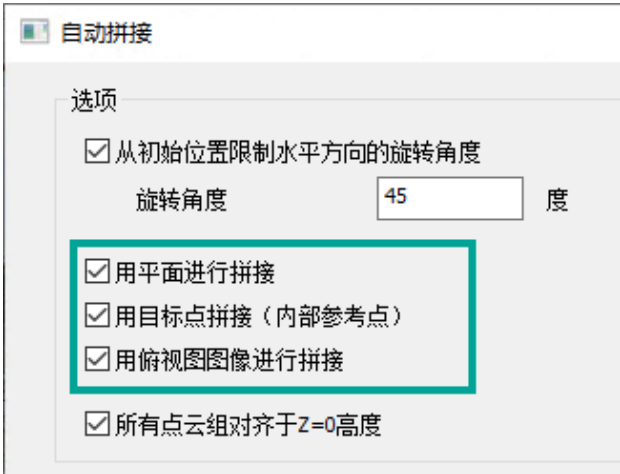 自动拼接
选项
从初始位置限制水平方向的旋转角度
旋转角度 45 度
用平面进行拼接
用目标点拼接（内部参考点）
用俯视图图像进行拼接
所有点云组对齐于Z=0高度